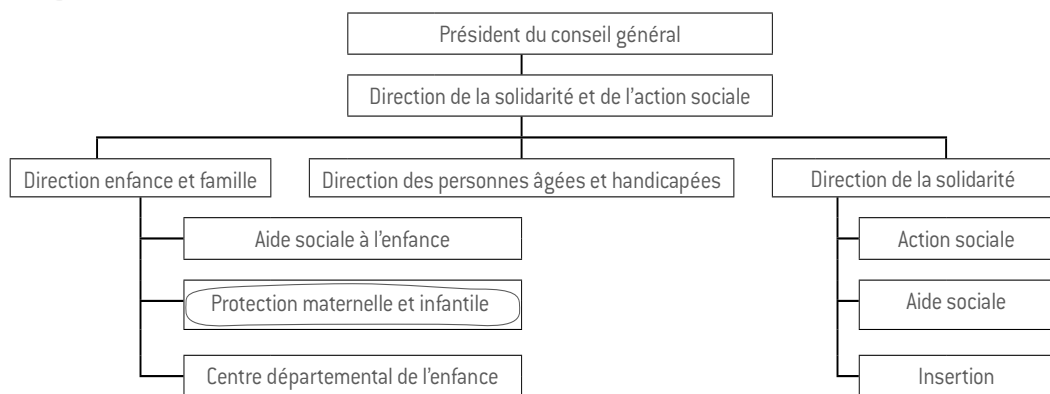 Président du conseil général
Direction de la solidarité et de l'action sociale
Direction enfance et famille
Direction des personnes âgées et handicapées
Direction de la solidarité
Aide sociale à l'enfance
Action sociale
Protection maternelle et infantile
Aide sociale
Centre départemental de l'enfance
Insertion